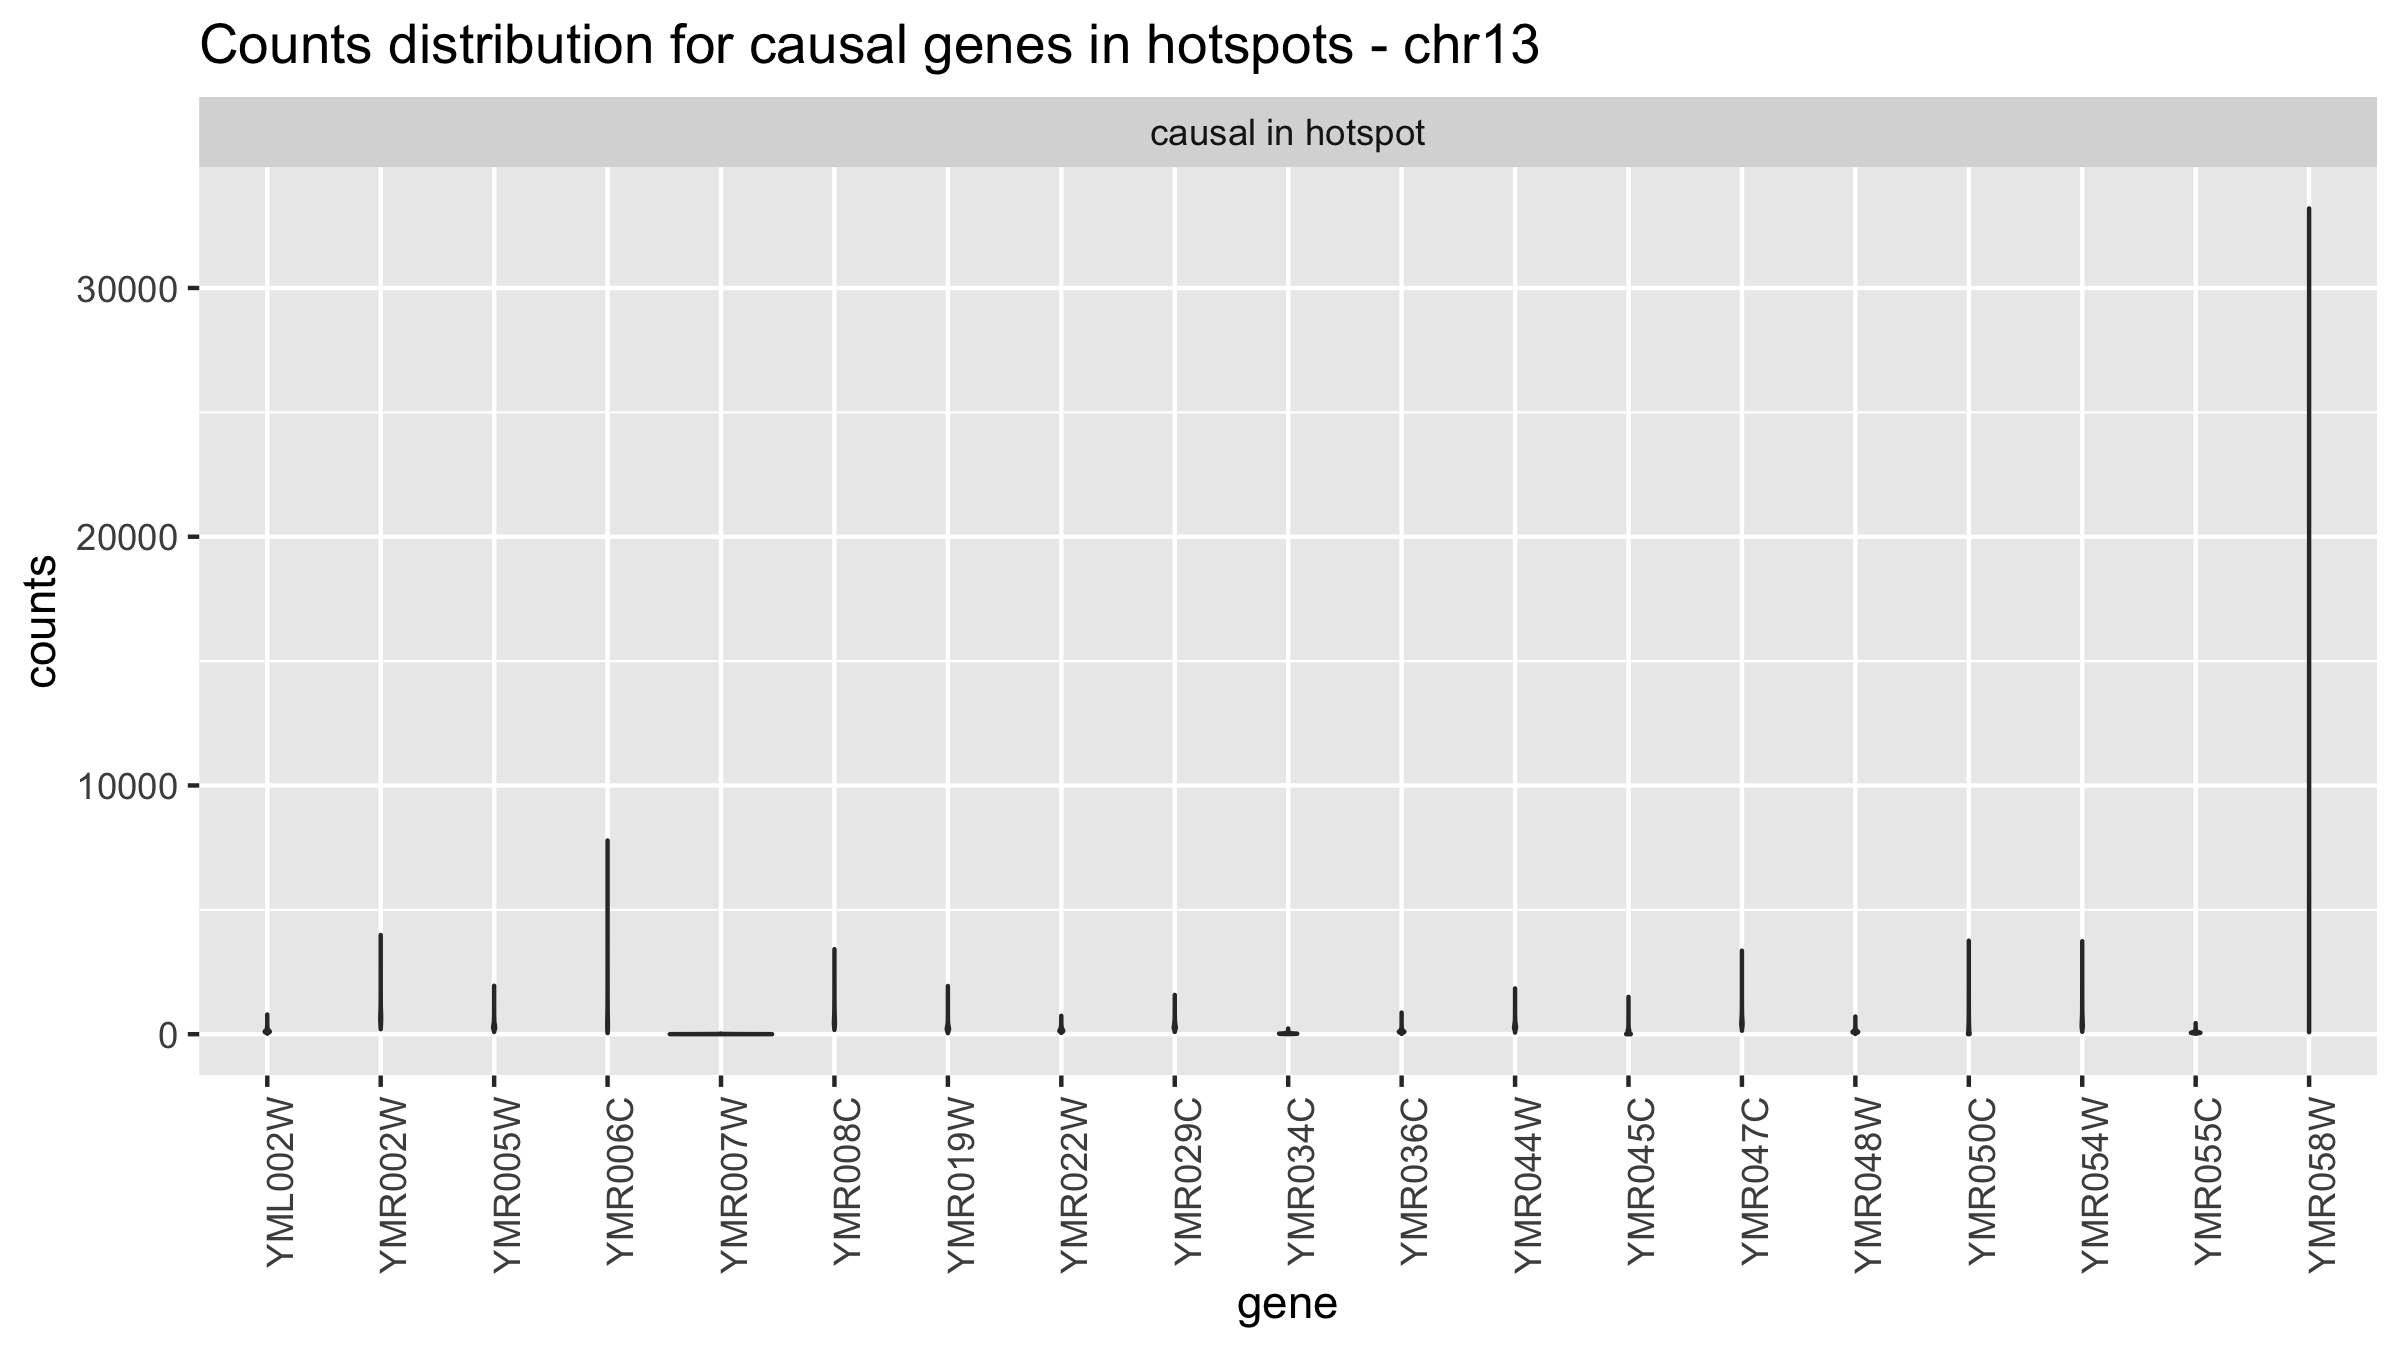 Counts distribution for causal genes in hotspots - chr13
causal in hotspot
counts
30000
20000
10000
0
YML002W
YMR002W
YMR005W
YMR006C
YMR007W
YMR008C
YMR019W
YMR022W
YMR029C
YMR034C
YMR036C
YMR044W
YMR045C
YMR047C
YMR048W
YMR050C
YMR054W
YMR055C
YMR058W
gene